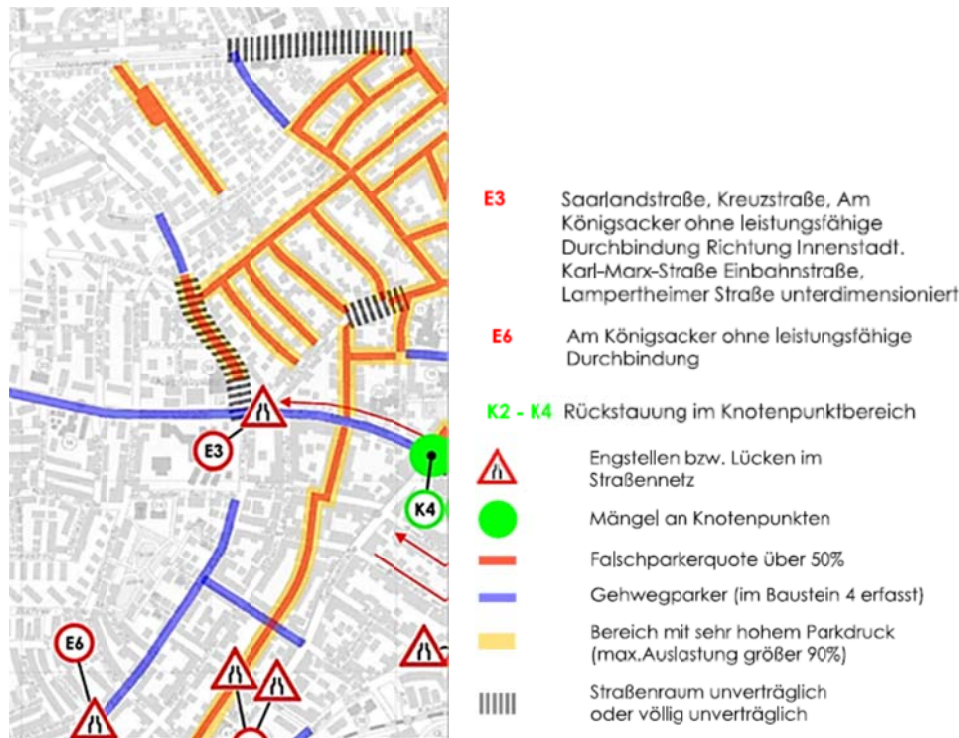 Nibelungenstraße
E3
K4
E6
E3 Saarlandstraße, Kreuzstraße, Am
Königsacker ohne leistungsfähige
Durchbindung Richtung Innenstadt.
Karl-Marx-Straße Einbahnstraße,
Lampertheimer Straße unterdimensioniert
E6 Am Königsacker ohne leistungsfähige
Durchbindung
K2 - K4 Rückstauung im Knotenpunktbereich
Engstellen bzw. Lücken im
Straßennetz
Mängel an Knotenpunkten
Falschparkerquote über 50%
Gehwegparker (im Baustein 4 erfasst)
Bereich mit sehr hohem Parkdruck
(max.Auslastung größer 90%)
Straßenraum unverträglich
oder völlig unverträglich